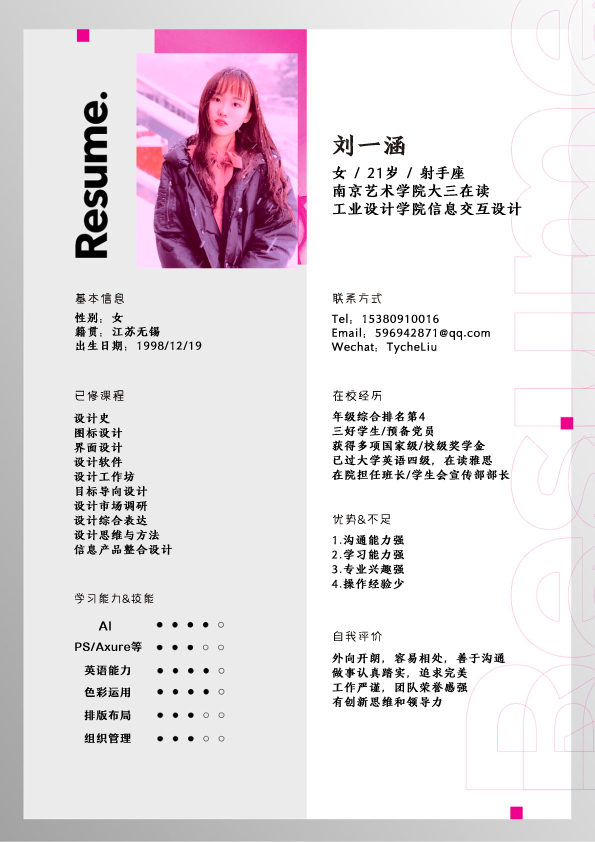 Resume.
刘一涵
女 / 21岁 / 射手座
南京艺术学院大三在读
工业设计学院信息交互设计
基本信息
性别：女
籍贯：江苏无锡
出生日期：1998/12/19
联系方式
Tel：15380910016
Email：596942871@qq.com
Wechat：TycheLiu
已修课程
设计史
图标设计
界面设计
设计软件
设计工作坊
目标导向设计
设计市场调研
设计综合表达
设计思维与方法
信息产品整合设计
在校经历
年级综合排名第4
三好学生/预备党员
获得多项国家级/校级奖学金
已过大学英语四级，在读雅思
在院担任班长/学生会宣传部部长
优势&不足
1.沟通能力强
2.学习能力强
3.专业兴趣强
4.操作经验少
学习能力&技能
AI
PS/Axure等
英语能力
色彩运用
排版布局
组织管理
自我评价
外向开朗，容易相处，善于沟通
做事认真踏实，追求完美
工作严谨，团队荣誉感强
有创新思维和领导力
Resume